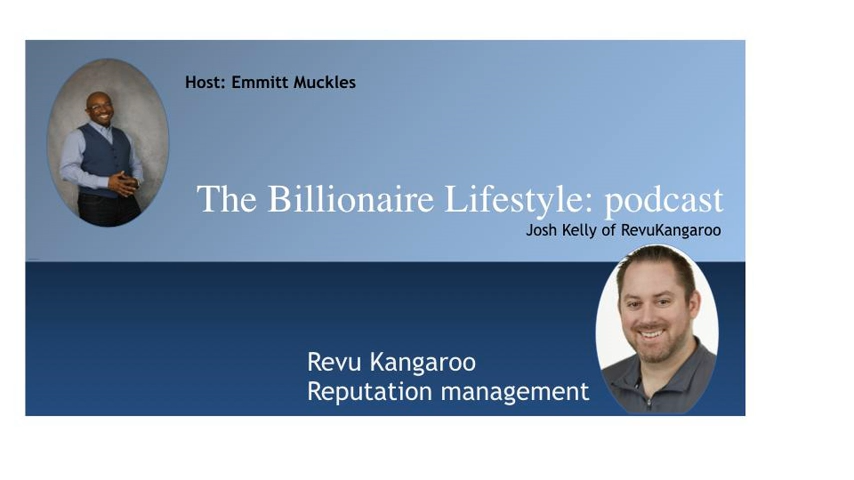 Host: Emmitt Muckles
The Billionaire Lifestyle: podcast
Josh Kelly of RevuKangaroo
Revu Kangaroo
Reputation management